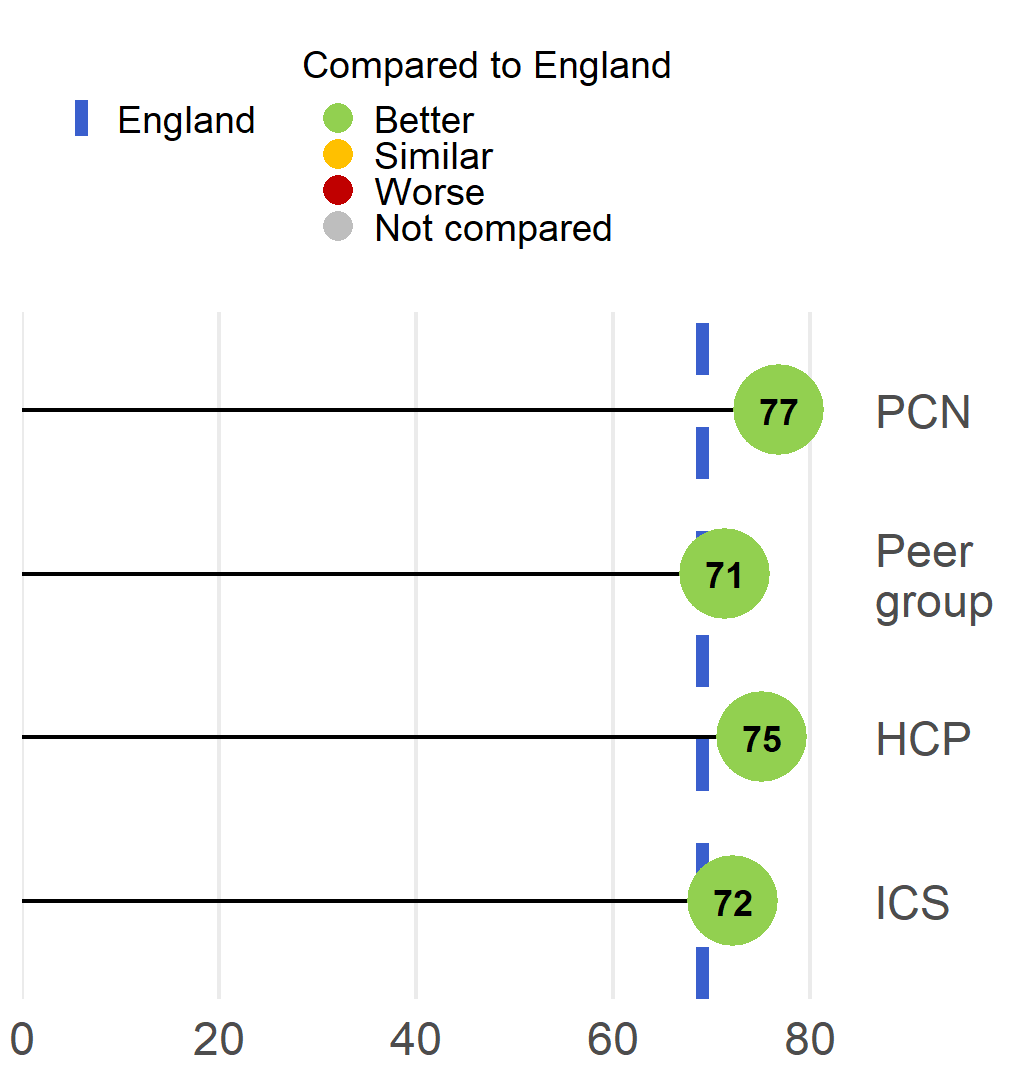 Compared to England
England
Better
Similar
Worse
Not compared
77
PCN
71
Peer
group
75
HCP
72
ICS
0 20 40 60 80